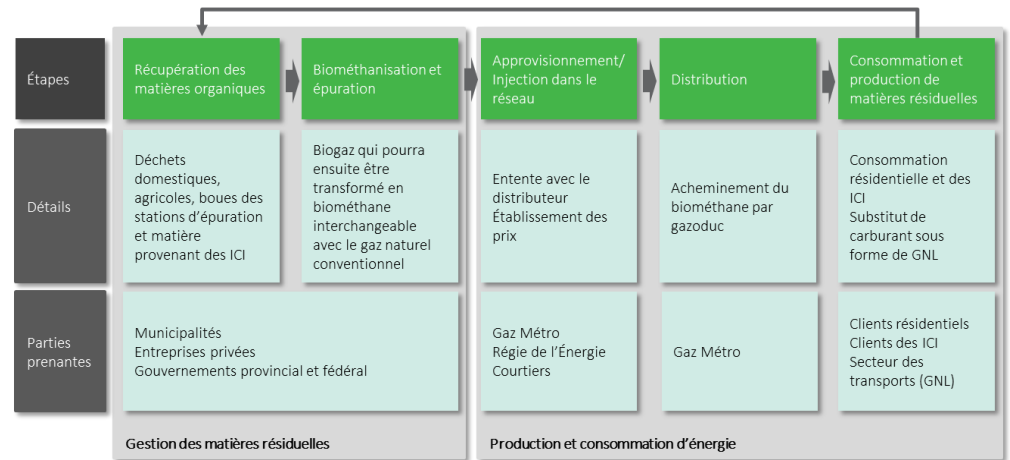 Étapes
Récupération des
matières organiques
Biométhanisation et
épuration
Approvisionnement/
Injection dans le
réseau
Distribution
Consommation et
production de
matières résiduelles
Détails
Déchets
domestiques,
agricoles, boues des
stations d'épuration
et matière
provenant des ICI
Biogaz qui pourra
ensuite être
transformé en
biométhane
interchangeable
avec le gaz naturel
conventionnel
Entente avec le
distributeur
Établissement des
prix
Acheminement du
biométhane par
gazoduc
Consommation
résidentielle et des
ICI
Substitut de
carburant sous
forme de GNL
Parties
prenantes
Municipalités
Entreprises privées
Gouvernements provincial et fédéral
Gaz Métro
Régie de l'Énergie
Courtiers
Gaz Métro
Clients résidentiels
Clients des ICI
Secteur des
transports (GNL)
Gestion des matières résiduelles
Production et consommation d'énergie